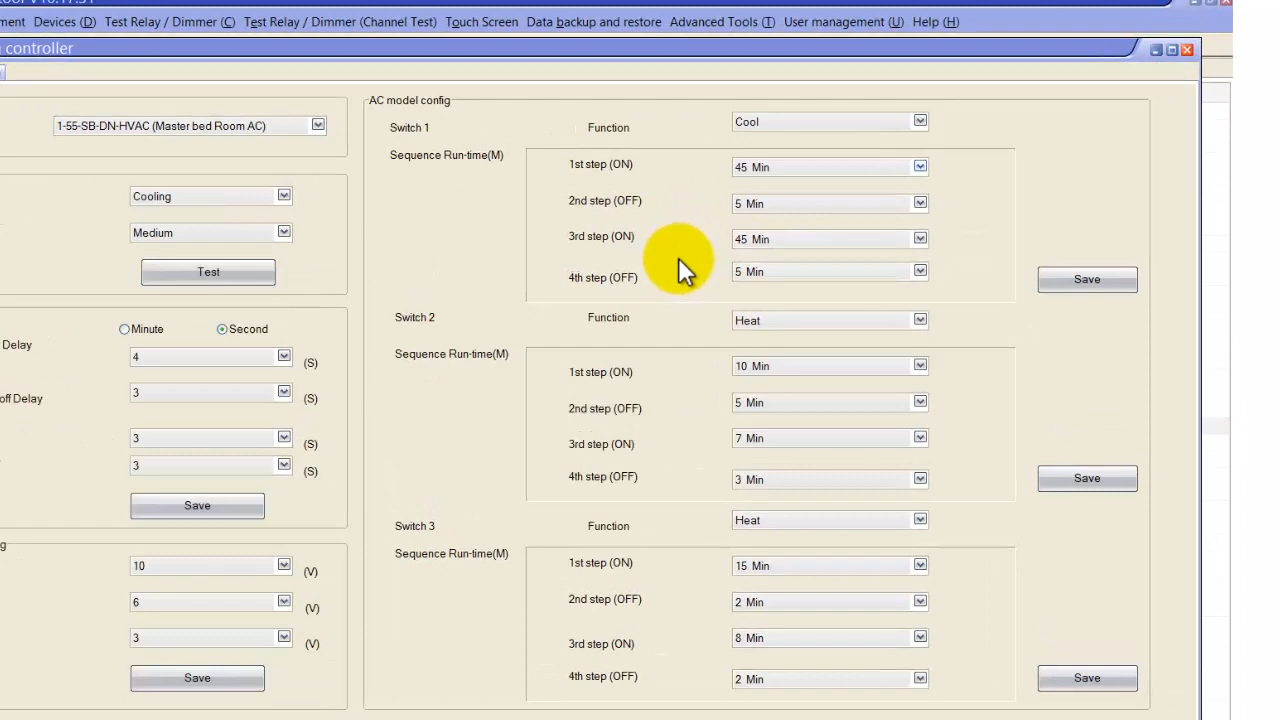 ment Devices (D) Test Relay / Dimmer (C) Test Relay / Dimmer (Channel Test) Touch Screen Data backup and restore Advanced Tools (T) User management (U) Help (H)
controller
1-55-SB-DN-HVAC (Master bed Room AC)
Cooling
Medium
Test
Minute Second
Delay 4 (S)
off Delay 3 (S)
3 (S)
3 (S)
Save
g
10 (V)
6 (V)
3 (V)
Save
AC model config
Switch 1 Function Cool
Sequence Run-time(M)
1st step (ON) 45 Min
2nd step (OFF) 5 Min
3rd step (ON) 45 Min
4th step (OFF) 5 Min
Save
Switch 2 Function Heat
Sequence Run-time(M)
1st step (ON) 10 Min
2nd step (OFF) 5 Min
3rd step (ON) 7 Min
4th step (OFF) 3 Min
Save
Switch 3 Function Heat
Sequence Run-time(M)
1st step (ON) 15 Min
2nd step (OFF) 2 Min
3rd step (ON) 8 Min
4th step (OFF) 2 Min
Save